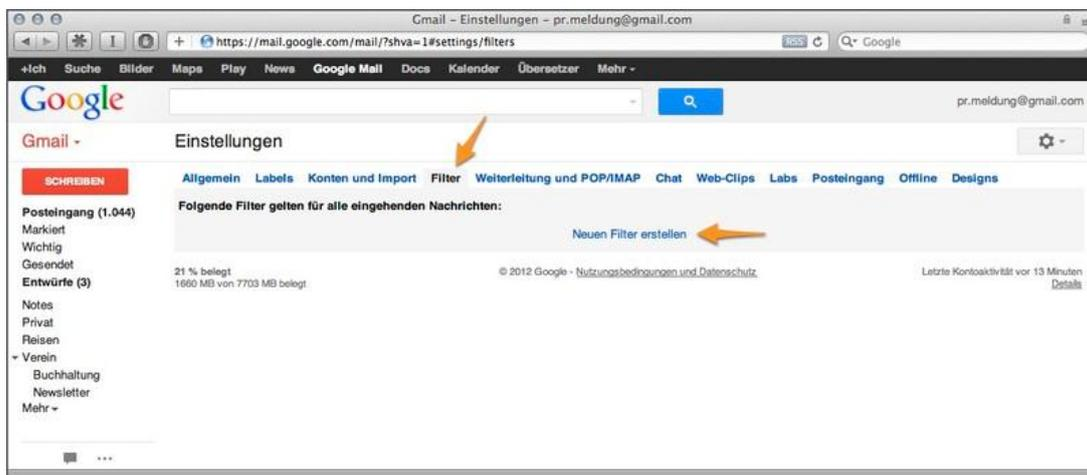 Gmail – Einstellungen – pr.meldung@gmail.com
https://mail.google.com/mail/?shva=1#settings/filters RSS Google
+Ich Suche Bilder Maps Play News Google Mail Docs Kalender Übersetzer Mehr
Google pr.meldung@gmail.com
Gmail Einstellungen
SCHREIBEN
Allgemein Labels Konten und Import Filter Weiterleitung und POP/IMAP Chat Web-Clips Labs Posteingang Offline Designs
Folgende Filter gelten für alle eingehenden Nachrichten:
Neuen Filter erstellen
21 % belegt
1660 MB von 7703 MB belegt
© 2012 Google - Nutzungsbedingungen und Datenschutz
Letzte Kontoaktivität vor 13 Minuten
Details
Posteingang (1.044)
Markiert
Wichtig
Gesendet
Entwürfe (3)
Notes
Privat
Reisen
Verein
Buchhaltung
Newsletter
Mehr